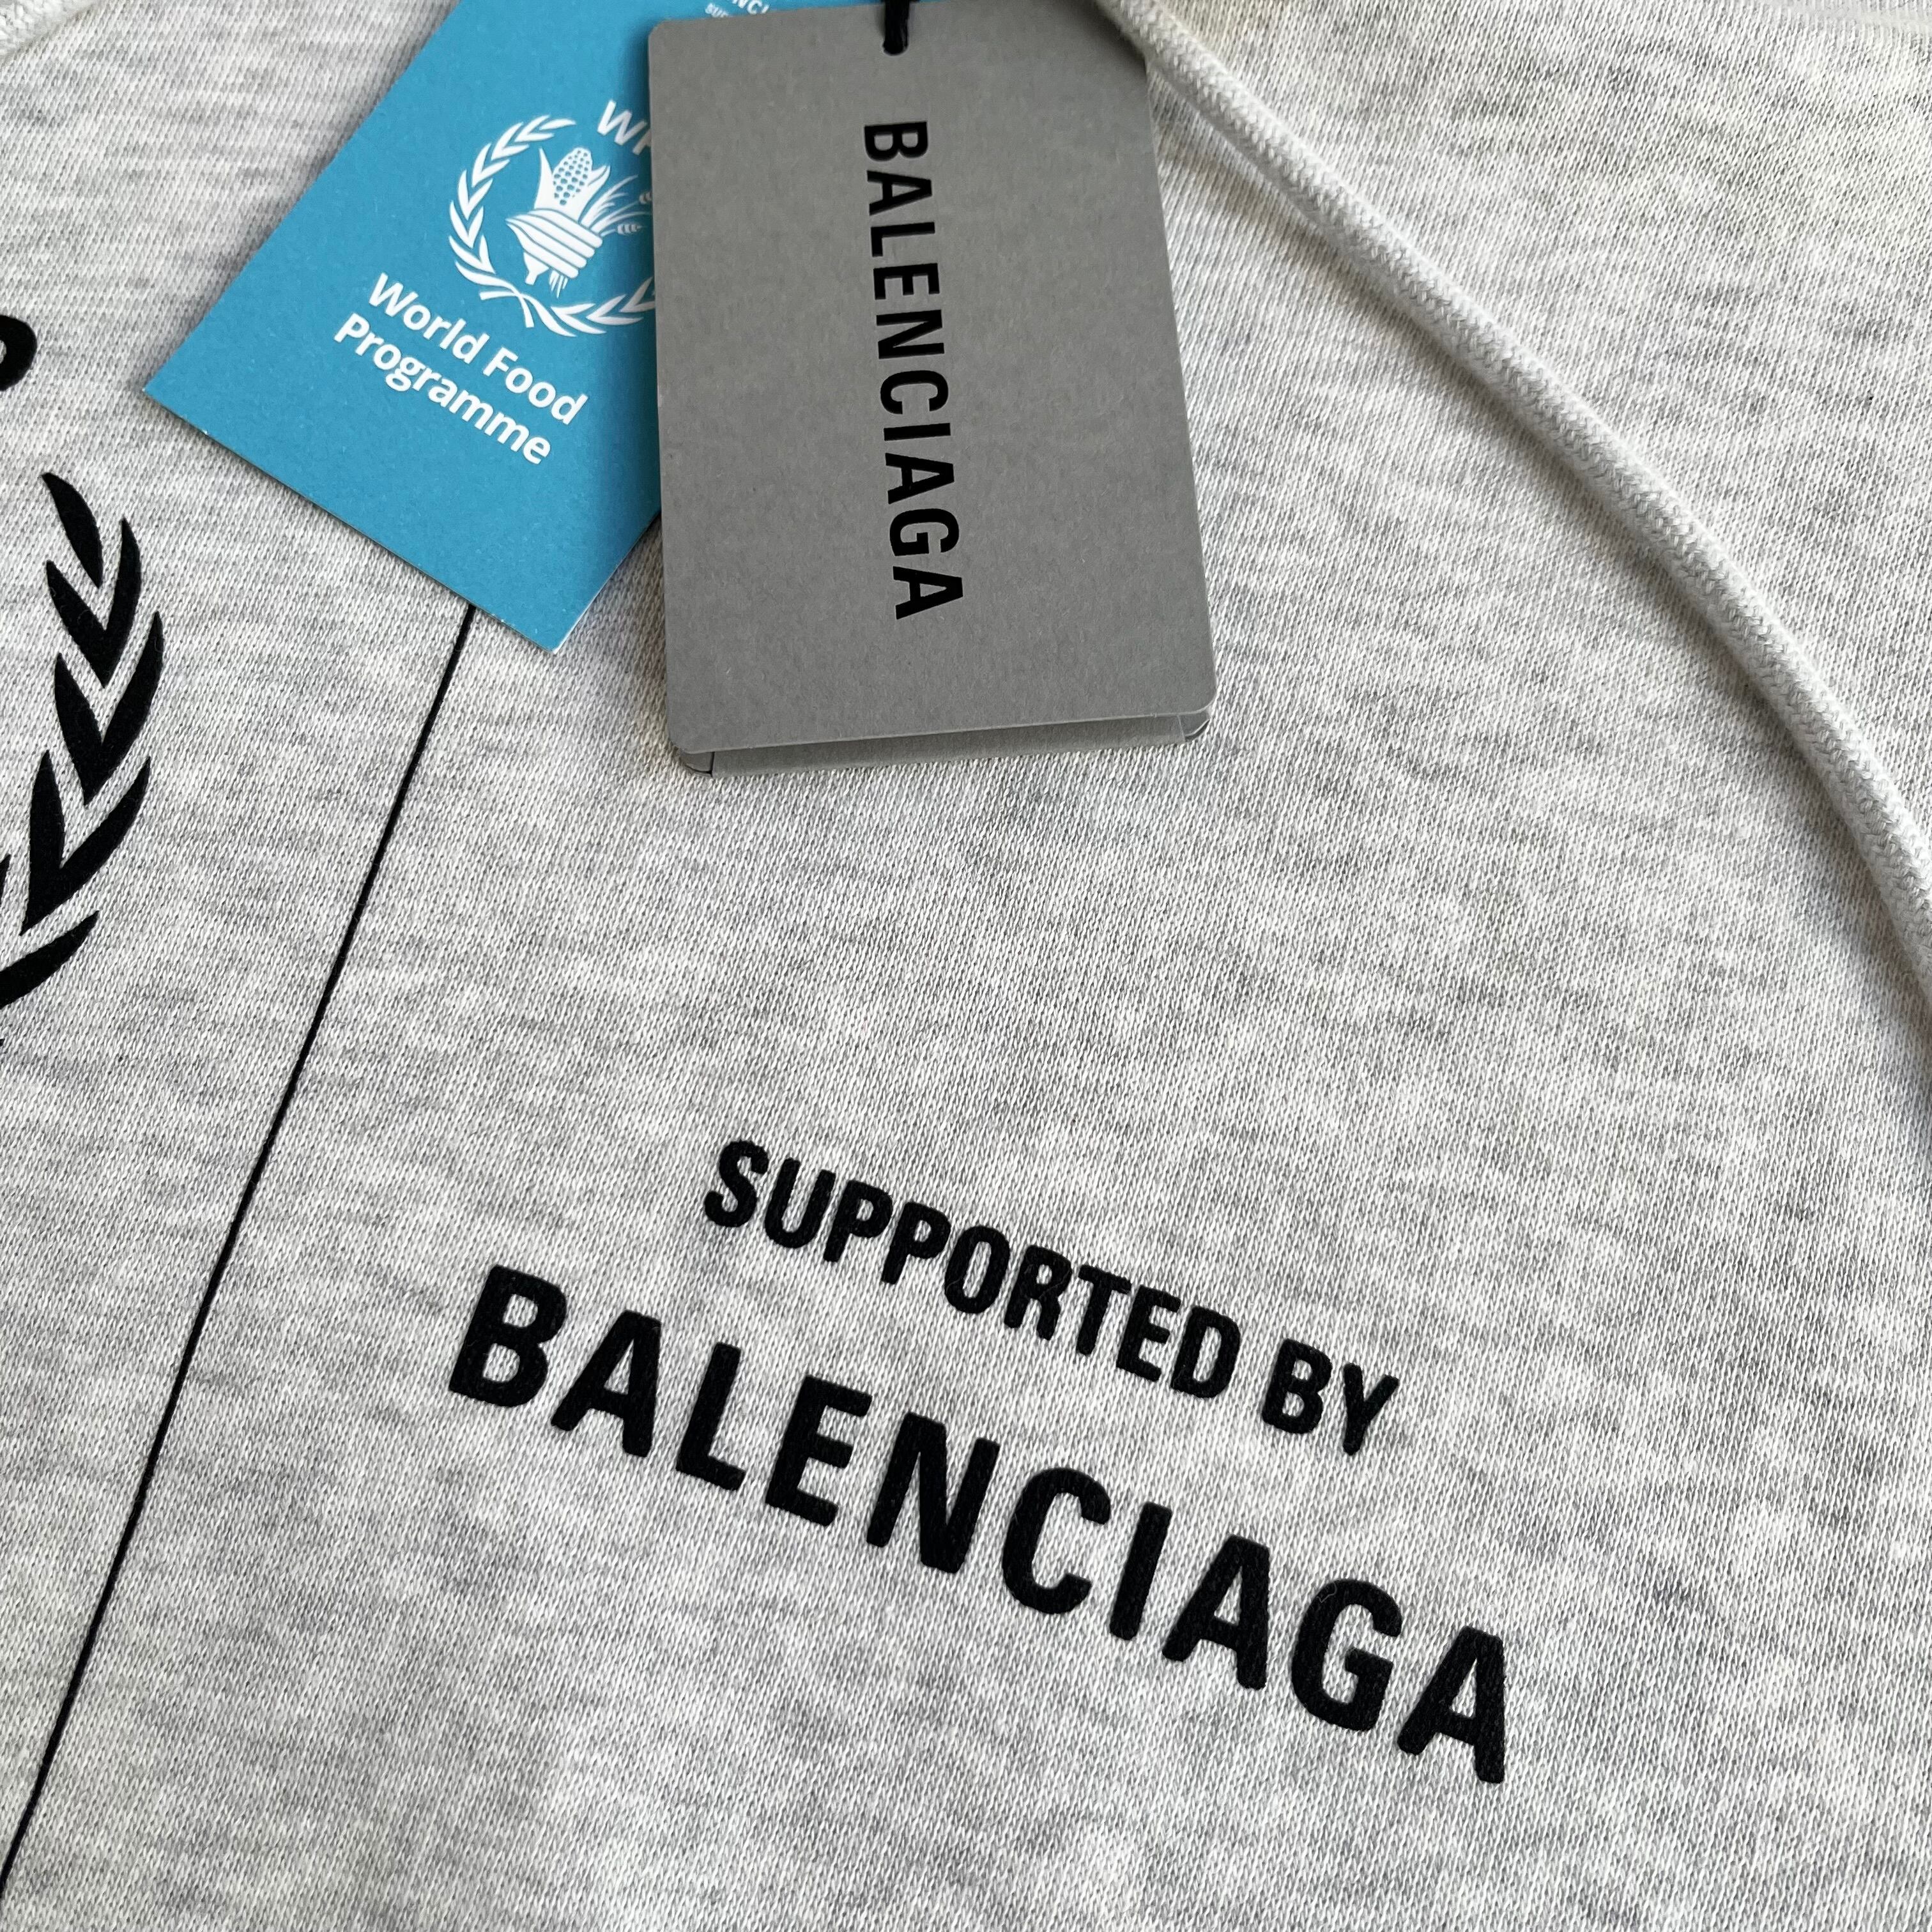 World Food
Programme
BALENCIAGA
SUPPORTED BY
BALENCIAGA